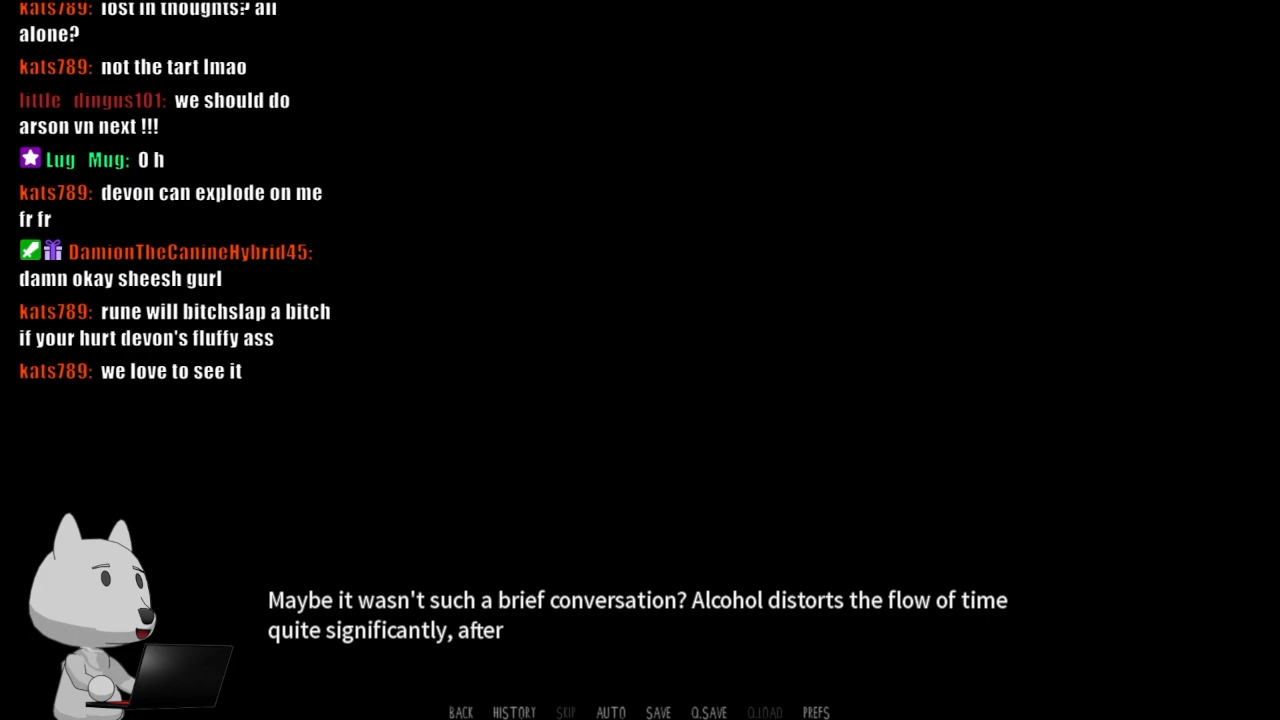 kats789: lost in thoughts? all
alone?
kats789: not the tart lmao
little_dingus101: we should do
arson vn next !!!
Lug_Mug: O h
kats789: devon can explode on me
fr fr
DamionTheCanineHybrid45:
damn okay sheesh gurl
kats789: rune will bitchslap a bitch
if your hurt devon's fluffy ass
kats789: we love to see it
Maybe it wasn't such a brief conversation? Alcohol distorts the flow of time
quite significantly, after
BACK HISTORY SKIP AUTO SAVE Q.SAVE Q.LOAD PREFS